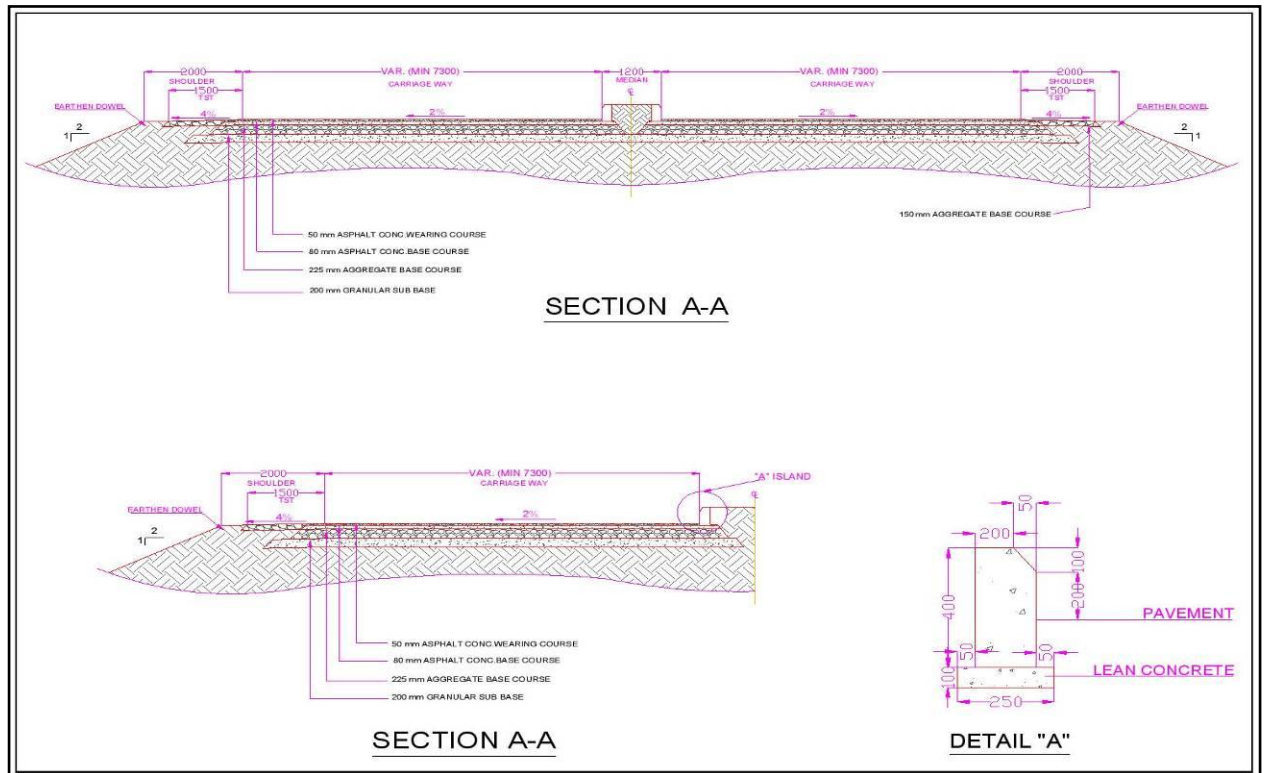 2000
VAR. (MIN 7300)
1200
VAR. (MIN 7300)
2000
SHOULDER
CARRIAGE WAY
MEDIAN
CARRIAGE WAY
SHOULDER
1500
℄
1500
TST
TST
EARTHEN DOWEL
4%
2%
2%
4%
EARTHEN DOWEL
2
1
2
1
150 mm AGGREGATE BASE COURSE
50 mm ASPHALT CONC.WEARING COURSE
80 mm ASPHALT CONC.BASE COURSE
225 mm AGGREGATE BASE COURSE
200 mm GRANULAR SUB BASE
SECTION A-A
2000
VAR. (MIN 7300)
"A" ISLAND
SHOULDER
CARRIAGE WAY
1500
℄
TST
EARTHEN DOWEL
4%
2%
2
1
50 mm ASPHALT CONC.WEARING COURSE
80 mm ASPHALT CONC.BASE COURSE
225 mm AGGREGATE BASE COURSE
200 mm GRANULAR SUB BASE
SECTION A-A
50
200
100
400
200
PAVEMENT
50
50
LEAN CONCRETE
100
250
DETAIL "A"